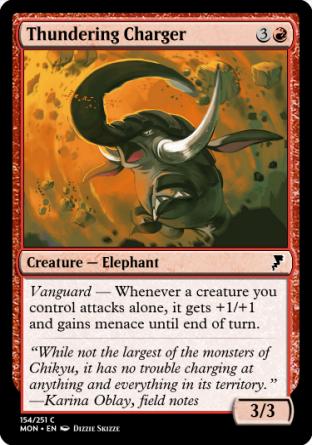 Thundering Charger 3
Creature — Elephant
Vanguard — Whenever a creature you
control attacks alone, it gets +1/+1
and gains menace until end of turn.
“While not the largest of the monsters of
Chikyu, it has no trouble charging at
anything and everything in its territory.”
—Karina Oblay, field notes
3/3
154/251 C
MON • EN Dizzie Skizze